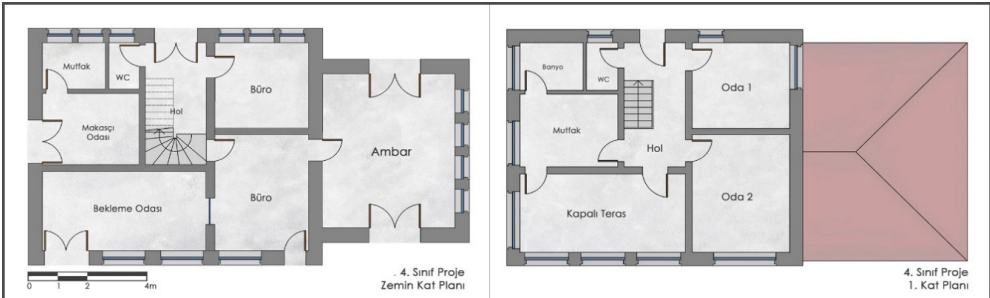 Mutfak
WC
Büro
Hol
Makasçı
Odası
Ambar
Bekleme Odası
Büro
0 1 2 4m
. 4. Sınıf Proje
Zemin Kat Planı
Banyo
WC
Oda 1
Mutfak
Hol
Kapalı Teras
Oda 2
4. Sınıf Proje
1. Kat Planı